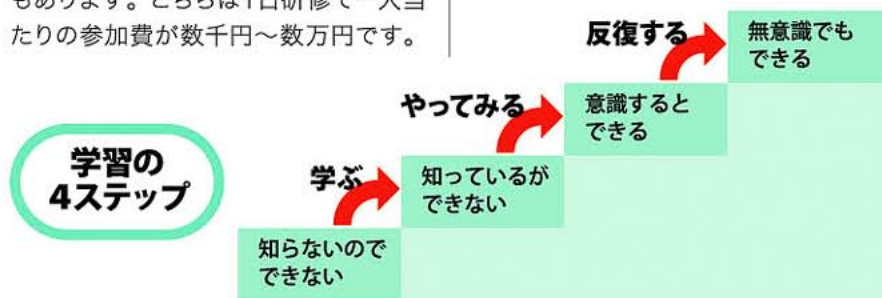 もあります。こちらは1日研修で一人当
たりの参加費が数千円～数万円です。
学習の
4ステップ
知らないので
できない
学ぶ
知っているが
できない
やってみる
意識すると
できる
反復する
無意識でも
できる